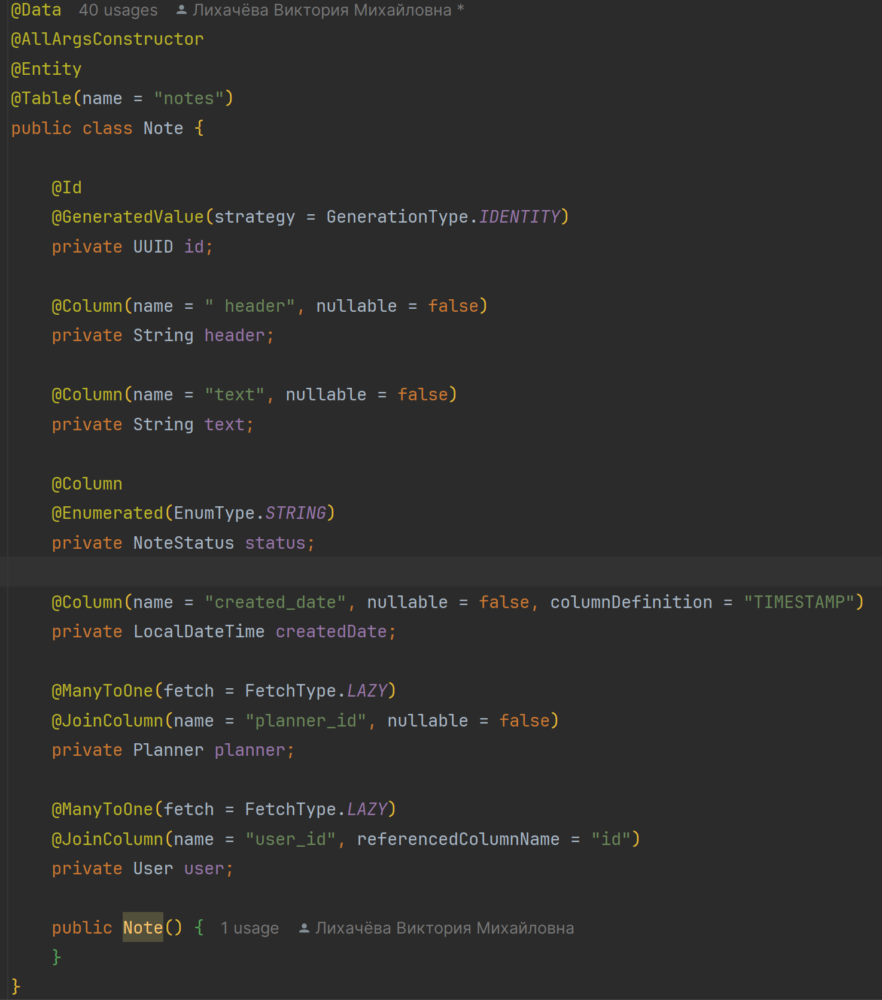 @Data 40 usages Лихачёва Виктория Михайловна *
@AllArgsConstructor
@Entity
@Table(name = "notes")
public class Note {
@Id
@GeneratedValue(strategy = GenerationType.IDENTITY)
private UUID id;
@Column(name = " header", nullable = false)
private String header;
@Column(name = "text", nullable = false)
private String text;
@Column
@Enumerated(EnumType.STRING)
private NoteStatus status;
@Column(name = "created_date", nullable = false, columnDefinition = "TIMESTAMP")
private LocalDateTime createdDate;
@ManyToOne(fetch = FetchType.LAZY)
@JoinColumn(name = "planner_id", nullable = false)
private Planner planner;
@ManyToOne(fetch = FetchType.LAZY)
@JoinColumn(name = "user_id", referencedColumnName = "id")
private User user;
public Note() { 1 usage Лихачёва Виктория Михайловна
}
}